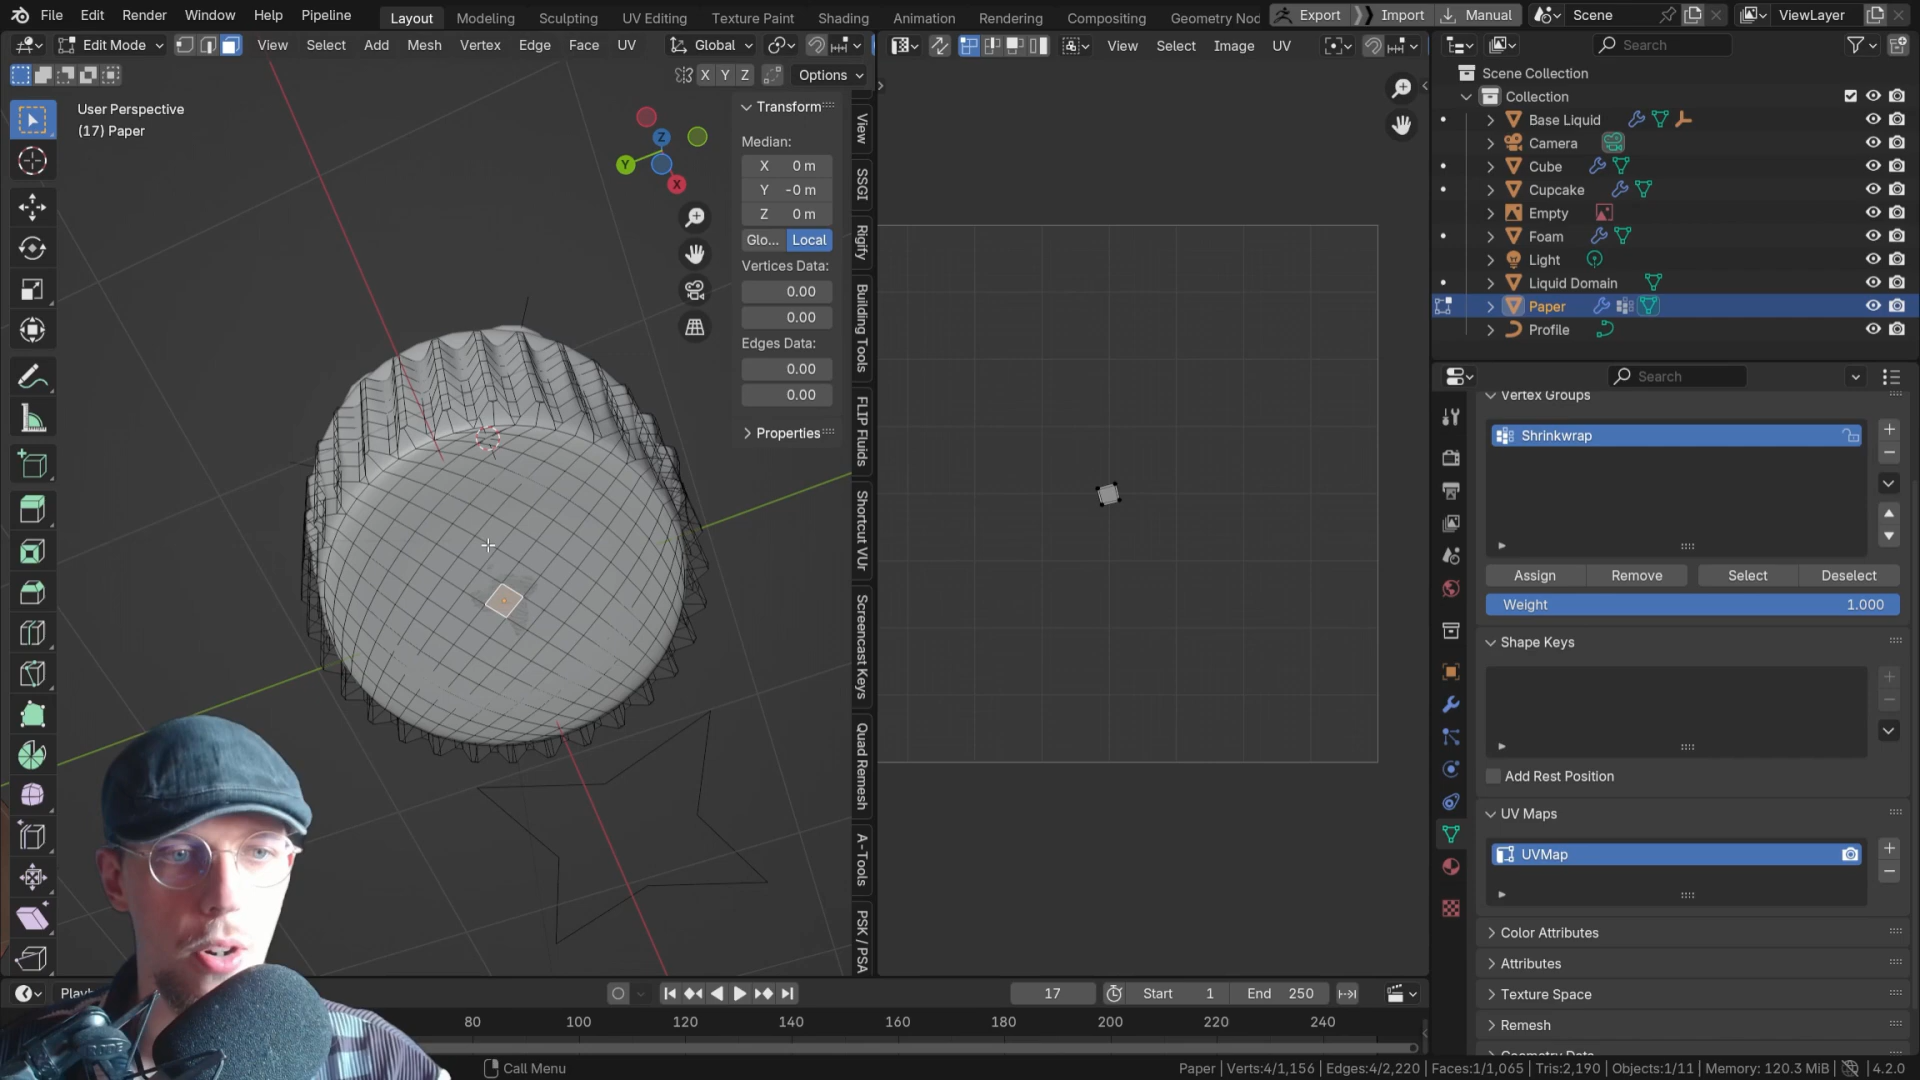 File Edit Render Window Help Pipeline Layout Modeling Sculpting UV Editing Texture Paint Shading Animation Rendering Compositing Geometry Nod Export Import Manual Scene ViewLayer
Edit Mode View Select Add Mesh Vertex Edge Face UV Global View Select Image UV Search
X Y Z Options
User Perspective
(17) Paper
Z
Y
X
Transform
Median:
X 0 m
Y -0 m
Z 0 m
Glo... Local
Vertices Data:
0.00
0.00
Edges Data:
0.00
0.00
Properties
View
SSGI
Rigify
Building Tools
FLIP Fluids
Shortcut VUr
Screencast Keys
Quad Remesh
A-Tools
PSK / PSA
Scene Collection
Collection
Base Liquid
Camera
Cube
Cupcake
Empty
Foam
Light
Liquid Domain
Paper
Profile
Search
Vertex Groups
Shrinkwrap
Assign Remove Select Deselect
Weight 1.000
Shape Keys
Add Rest Position
UV Maps
UVMap
Color Attributes
Attributes
Texture Space
Remesh
17 Start 1 End 250
80 100 120 140 160 180 200 220 240
Call Menu
Paper | Verts:4/1,156 | Edges:4/2,220 | Faces:1/1,065 | Tris:2,190 | Objects:1/11 | Memory: 120.3 MiB | 4.2.0